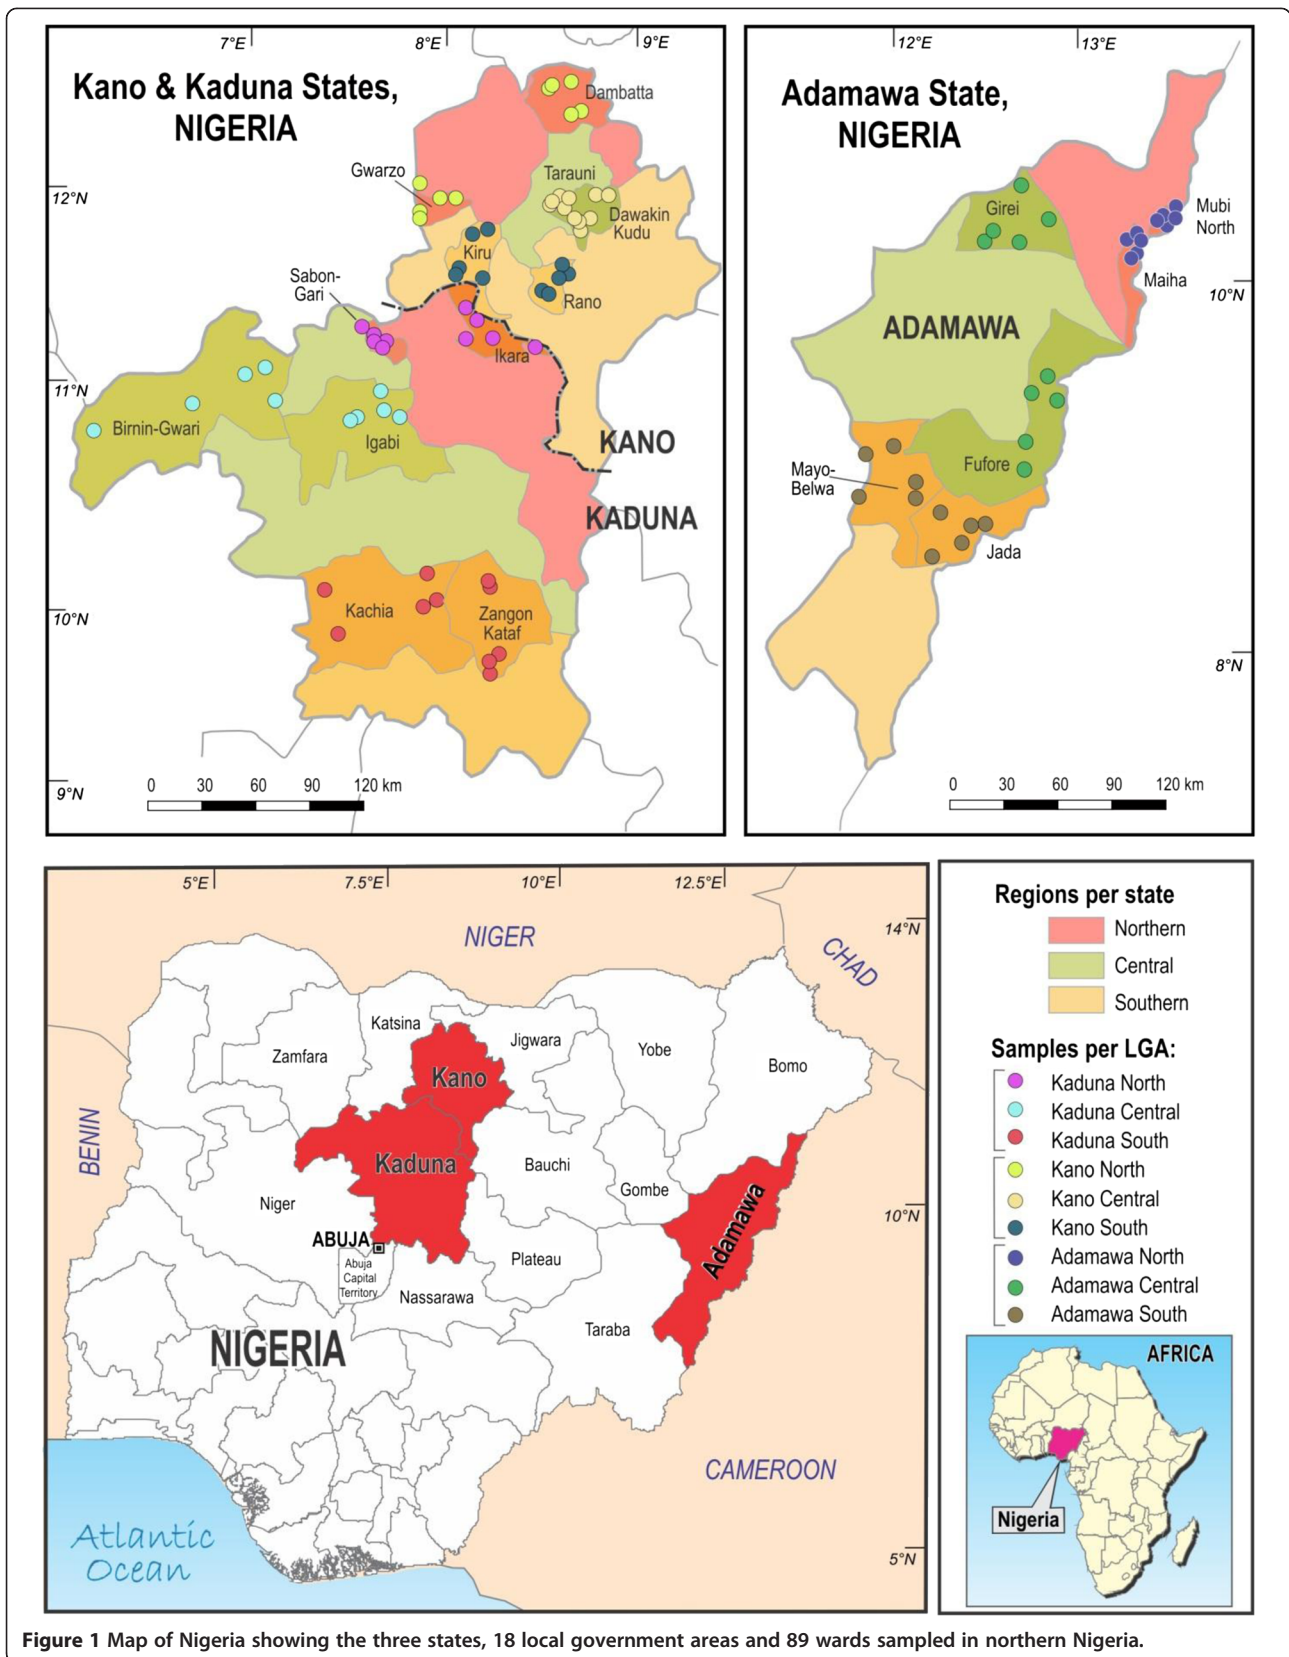 7°E
8°E
9°E
Kano & Kaduna States,
NIGERIA
Dambatta
Gwarzo
Tarauni
12°N
Dawakin
Kudu
Kiru
Sabon-
Gari
Rano
Ikara
11°N
Birnin-Gwari
Igabi
KANO
KADUNA
10°N
Kachia
Zangon
Kataf
9°N
0 30 60 90 120 km
12°E
13°E
Adamawa State,
NIGERIA
Girei
Mubi
North
Maiha
10°N
ADAMAWA
Mayo-
Belwa
Fufore
Jada
8°N
0 30 60 90 120 km
5°E
7.5°E
10°E
12.5°E
NIGER
CHAD
14°N
Katsina
Jigwara
Zamfara
Yobe
Bomo
Kano
BENIN
Kaduna
Bauchi
Gombe
Niger
Adamawa
10°N
ABUJA
Abuja
Capital
Territory
Plateau
Nassarawa
Taraba
NIGERIA
CAMEROON
Atlantic
Ocean
5°N
Regions per state
Northern
Central
Southern
Samples per LGA:
Kaduna North
Kaduna Central
Kaduna South
Kano North
Kano Central
Kano South
Adamawa North
Adamawa Central
Adamawa South
AFRICA
Nigeria
Figure 1 Map of Nigeria showing the three states, 18 local government areas and 89 wards sampled in northern Nigeria.